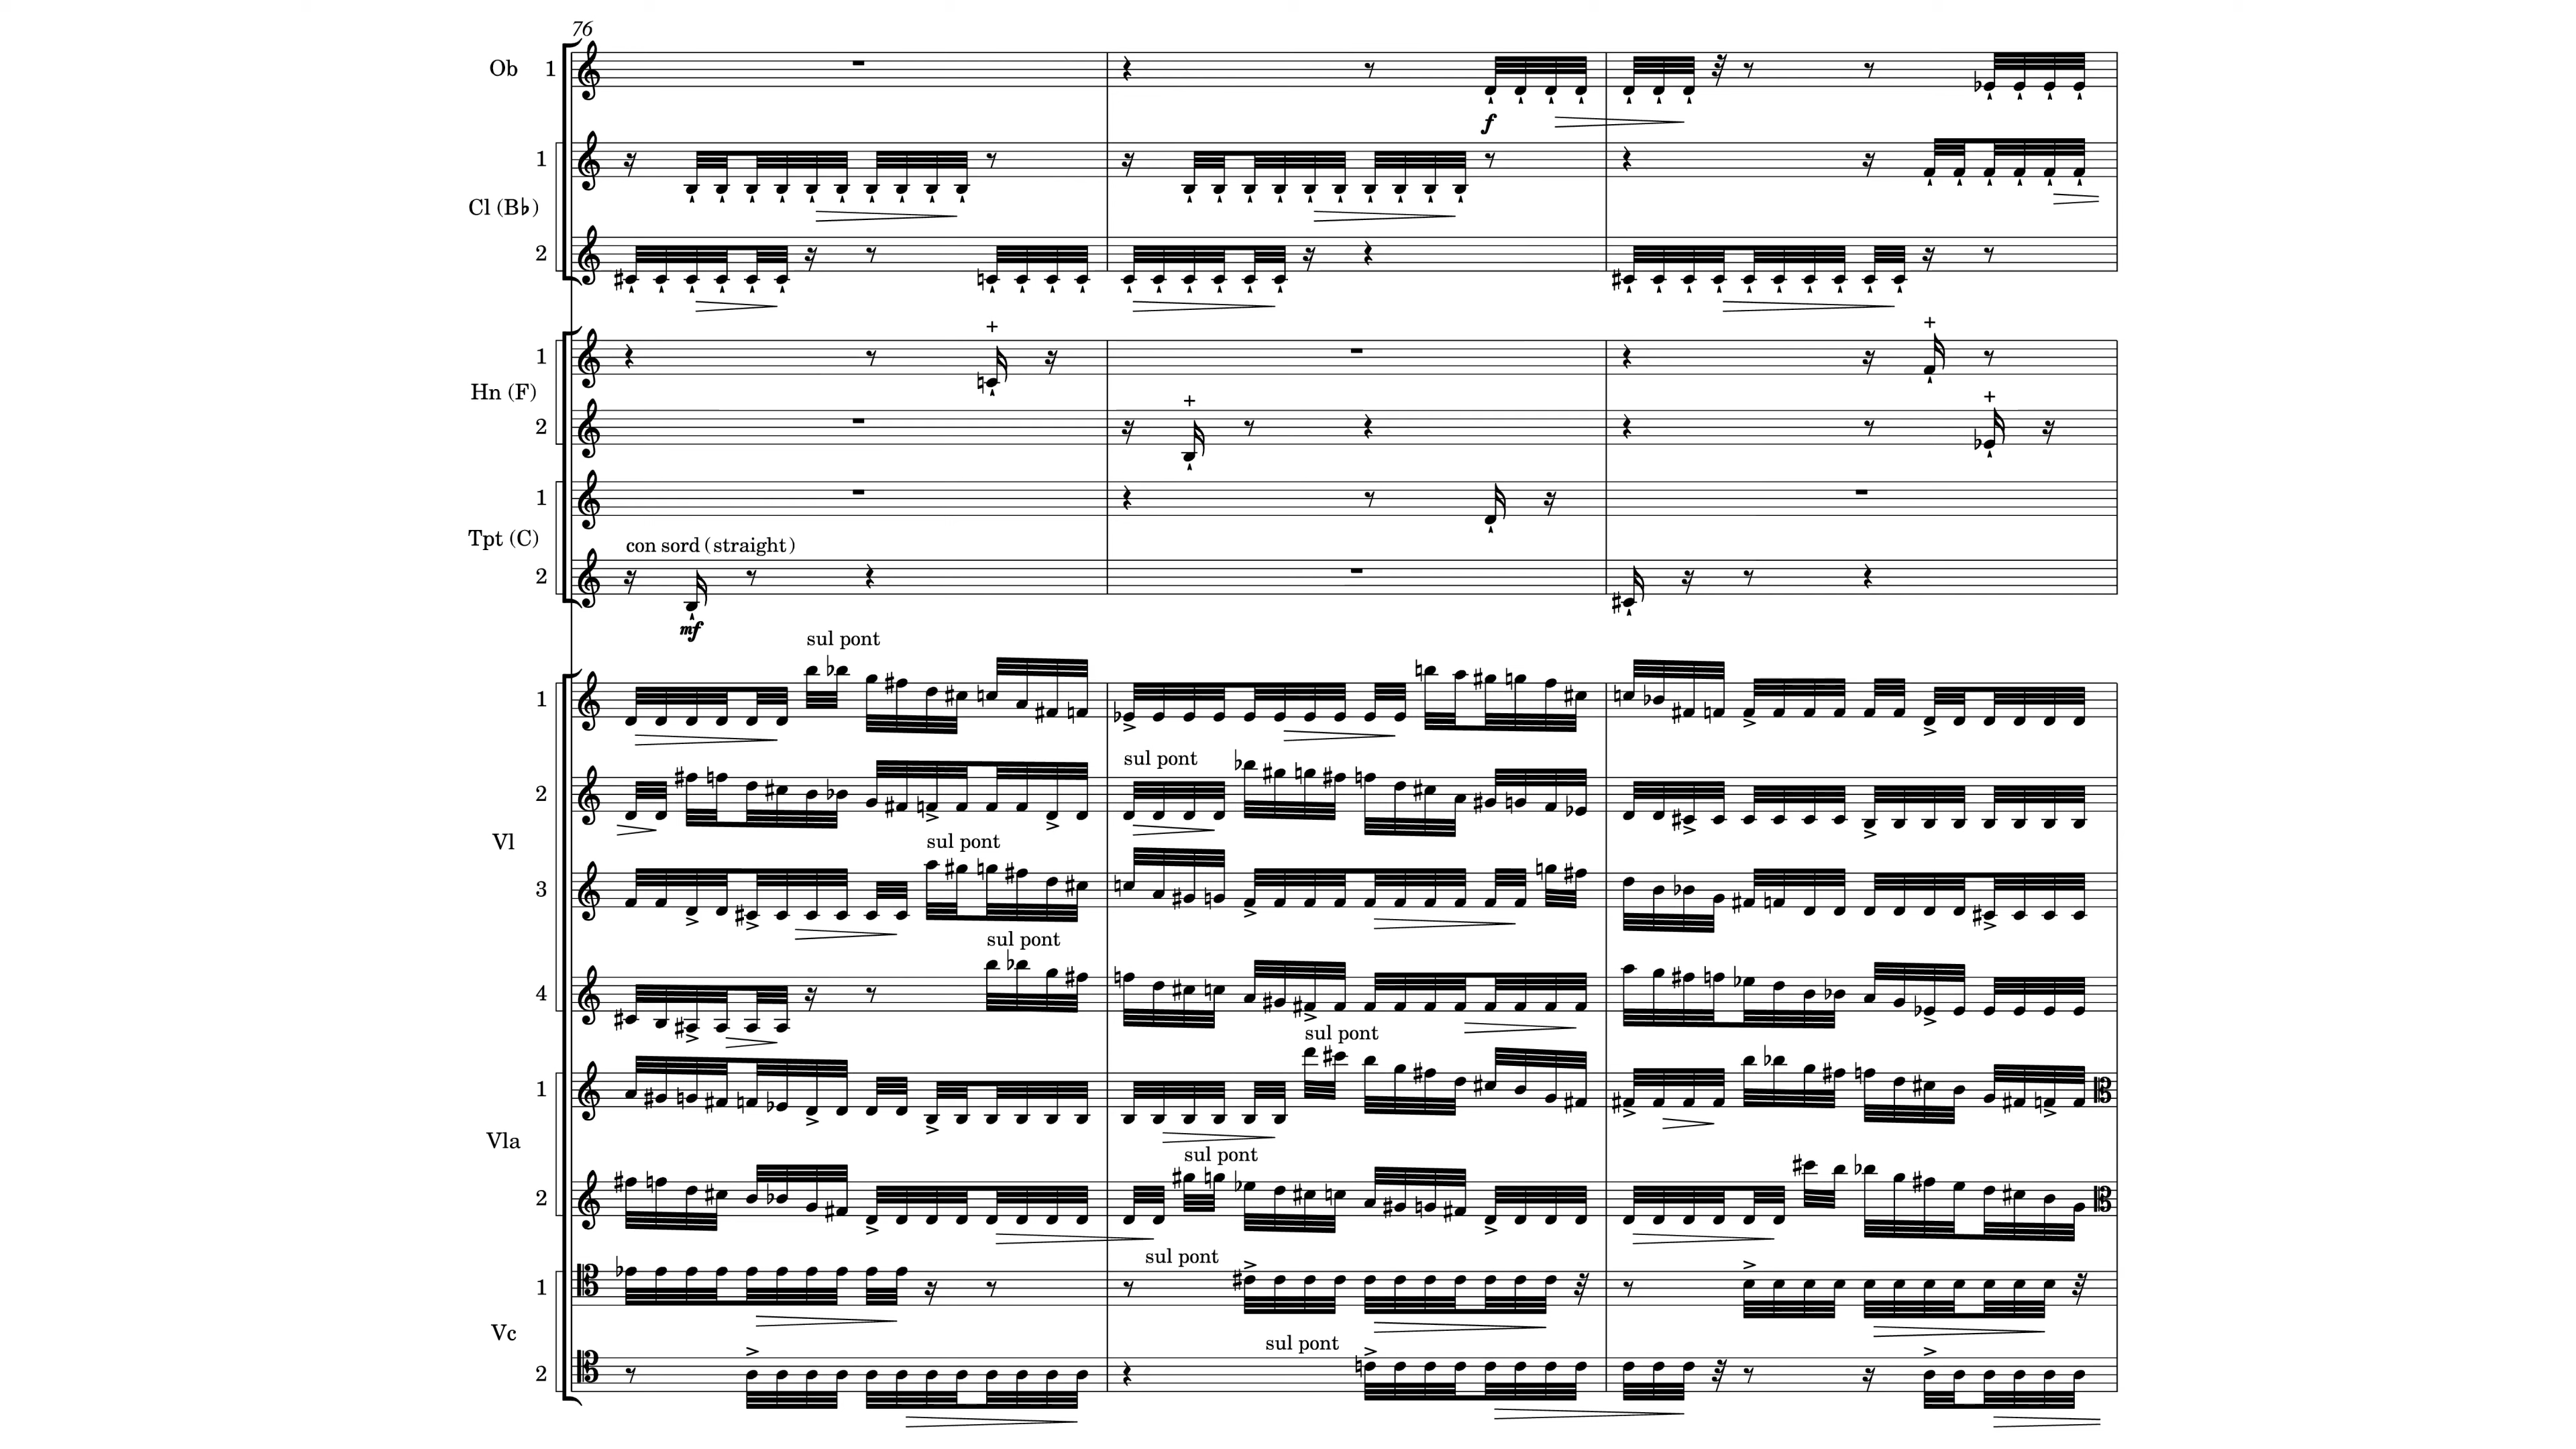 76
Ob 1
f
1
Cl (B♭)
2
1
Hn (F)
2
1
Tpt (C)
con sord (straight)
2
mf
sul pont
1
sul pont
2
Vl
sul pont
3
sul pont
4
sul pont
1
Vla
sul pont
2
sul pont
1
Vc
sul pont
2